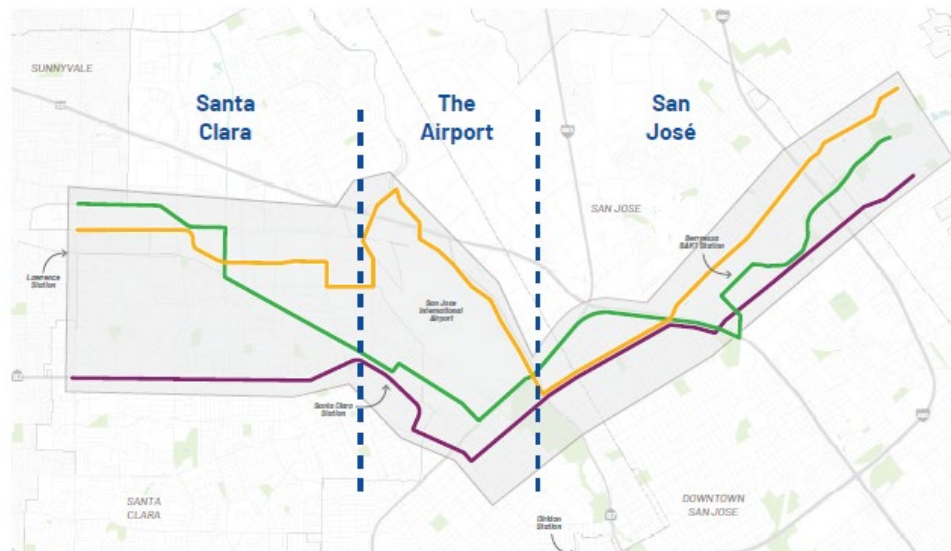 SUNNYVALE
Santa
Clara
The
Airport
San
José
SAN JOSE
Berryessa
BART Station
Lawrence
Station
San Jose
International
Airport
Santa Clara
Station
SANTA
CLARA
DOWNTOWN
SAN JOSE
Diridon
Station